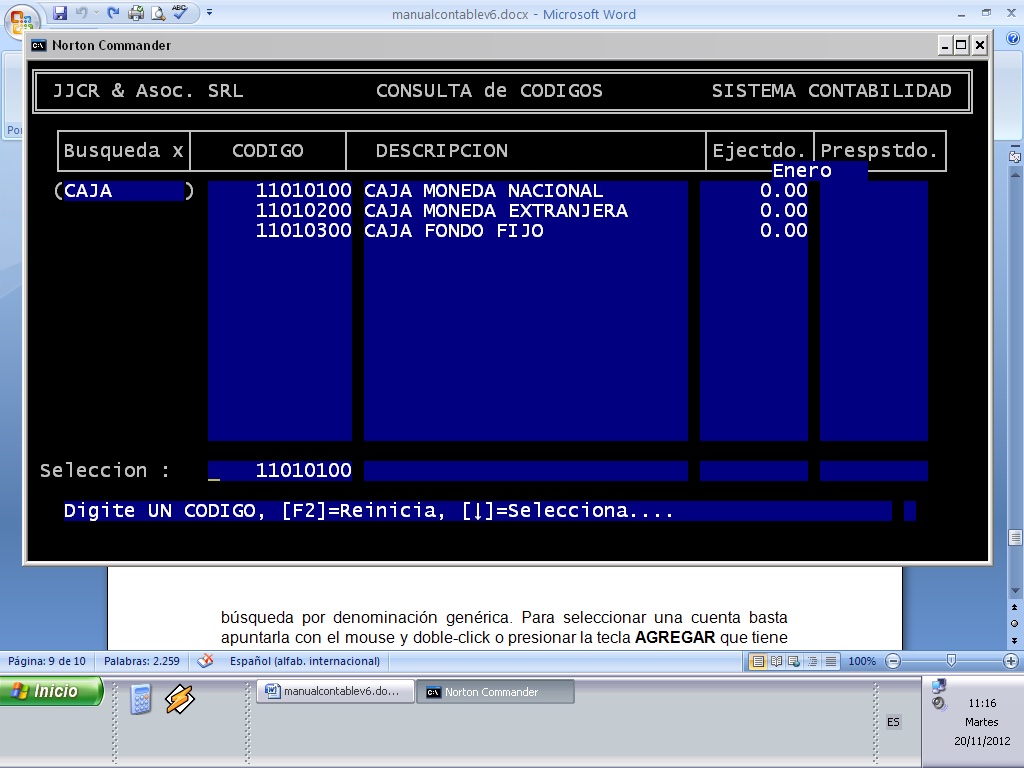 manualcontablev6.docx - Microsoft Word
Norton Commander
JJCR & Asoc. SRL CONSULTA de CODIGOS SISTEMA CONTABILIDAD
Busqueda x CODIGO DESCRIPCION Ejectdo. Prespstdo.
Enero
(CAJA ) 11010100 CAJA MONEDA NACIONAL 0.00
11010200 CAJA MONEDA EXTRANJERA 0.00
11010300 CAJA FONDO FIJO 0.00
Seleccion : _ 11010100
Digite UN CODIGO, [F2]=Reinicia, [↓]=Selecciona....
búsqueda por denominación genérica. Para seleccionar una cuenta basta
apuntarla con el mouse y doble-click o presionar la tecla AGREGAR que tiene
Página: 9 de 10 Palabras: 2.259 Español (alfab. internacional) 100%
Inicio manualcontablev6.do... Norton Commander ES
11:16
Martes
20/11/2012